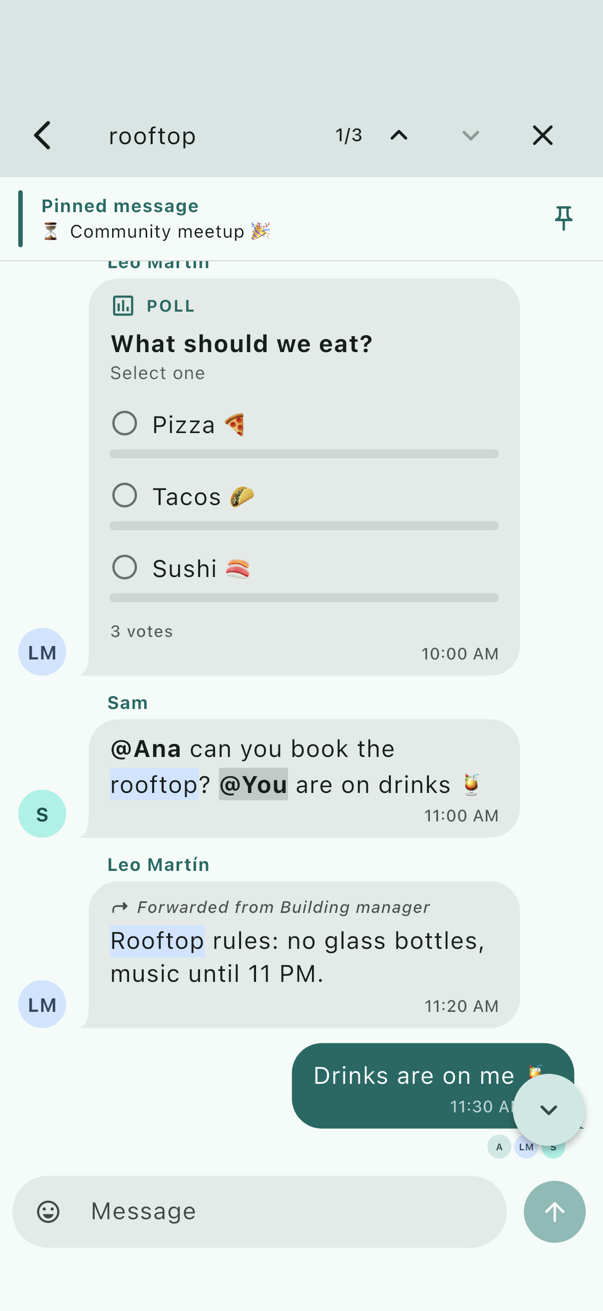 rooftop 1/3
Pinned message
⏳ Community meetup 🎉
Leo Martín
POLL
What should we eat?
Select one
Pizza 🍕
Tacos 🌮
Sushi 🍣
3 votes
10:00 AM
LM
Sam
@Ana can you book the
rooftop? @You are on drinks 🍹
11:00 AM
S
Leo Martín
Forwarded from Building manager
Rooftop rules: no glass bottles,
music until 11 PM.
11:20 AM
LM
Drinks are on me 🍹
11:30 A
A LM S
Message